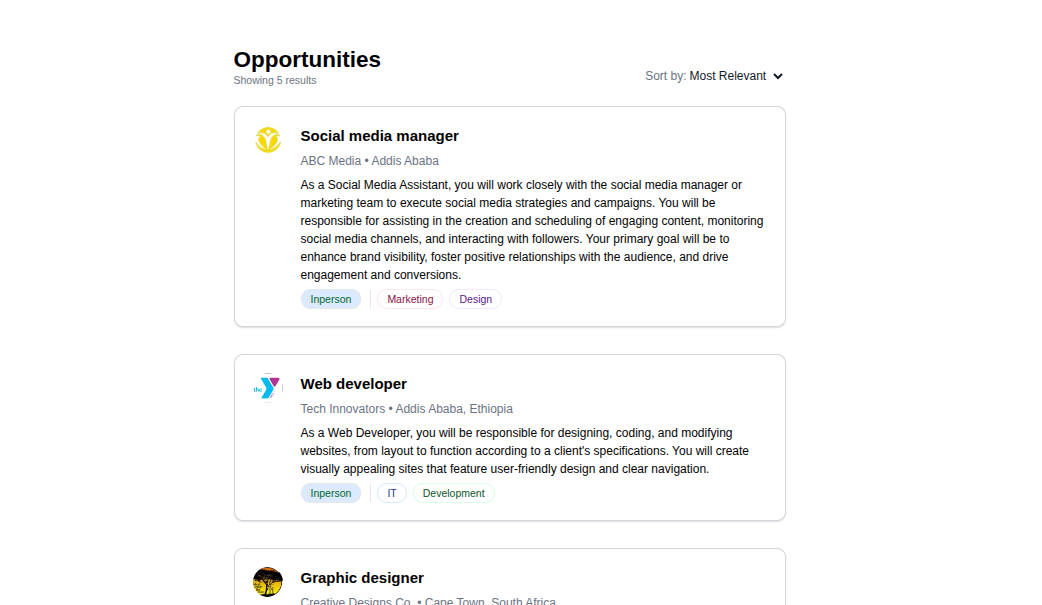 Opportunities
Showing 5 results
Sort by: Most Relevant
Social media manager
ABC Media • Addis Ababa
As a Social Media Assistant, you will work closely with the social media manager or
marketing team to execute social media strategies and campaigns. You will be
responsible for assisting in the creation and scheduling of engaging content, monitoring
social media channels, and interacting with followers. Your primary goal will be to
enhance brand visibility, foster positive relationships with the audience, and drive
engagement and conversions.
Inperson Marketing Design
the
Web developer
Tech Innovators • Addis Ababa, Ethiopia
As a Web Developer, you will be responsible for designing, coding, and modifying
websites, from layout to function according to a client's specifications. You will create
visually appealing sites that feature user-friendly design and clear navigation.
Inperson IT Development
Graphic designer
Creative Designs Co. • Cape Town, South Africa